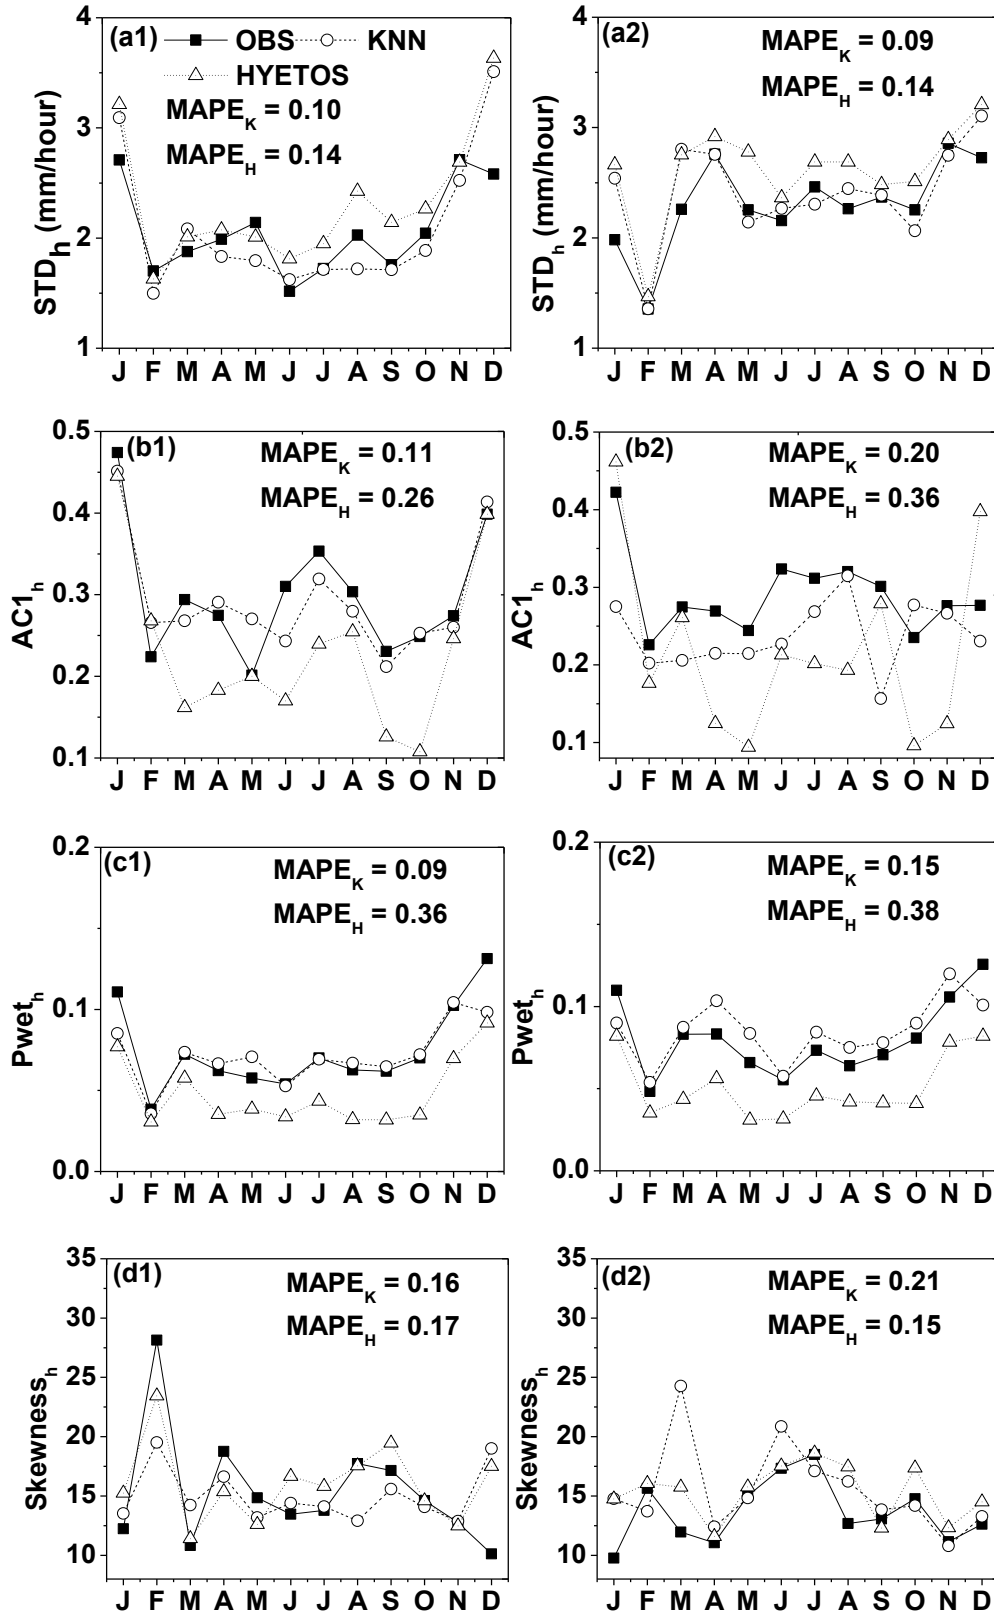 (a1) OBS KNN
HYETOS
MAPE_K = 0.10
MAPE_H = 0.14
4
3
2
1
STD_h (mm/hour)
J F M A M J J A S O N D
(a2)
MAPE_K = 0.09
MAPE_H = 0.14
4
3
2
1
STD_h (mm/hour)
J F M A M J J A S O N D
(b1)
MAPE_K = 0.11
MAPE_H = 0.26
0.5
0.4
0.3
0.2
0.1
AC1_h
J F M A M J J A S O N D
(b2)
MAPE_K = 0.20
MAPE_H = 0.36
0.5
0.4
0.3
0.2
0.1
AC1_h
J F M A M J J A S O N D
(c1)
MAPE_K = 0.09
MAPE_H = 0.36
0.2
0.1
0.0
Pwet_h
J F M A M J J A S O N D
(c2)
MAPE_K = 0.15
MAPE_H = 0.38
0.2
0.1
0.0
Pwet_h
J F M A M J J A S O N D
(d1)
MAPE_K = 0.16
MAPE_H = 0.17
35
30
25
20
15
10
Skewness_h
J F M A M J J A S O N D
(d2)
MAPE_K = 0.21
MAPE_H = 0.15
35
30
25
20
15
10
Skewness_h
J F M A M J J A S O N D